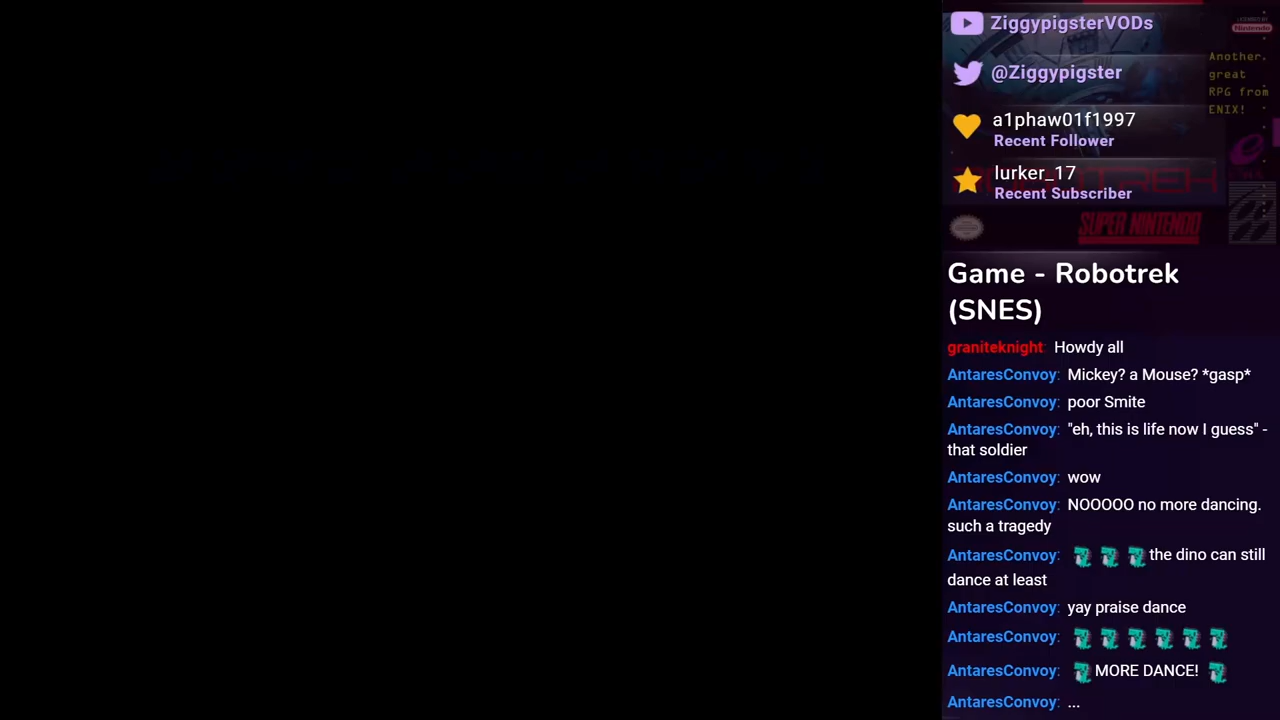 ZiggypigsterVODs
@Ziggypigster
a1phaw01f1997
Recent Follower
lurker_17
Recent Subscriber
Another
great
RPG from
ENIX!
Nintendo
SUPER NINTENDO
Game - Robotrek
(SNES)
graniteknight: Howdy all
AntaresConvoy: Mickey? a Mouse? *gasp*
AntaresConvoy: poor Smite
AntaresConvoy: "eh, this is life now I guess" -
that soldier
AntaresConvoy: wow
AntaresConvoy: NOOOOO no more dancing.
such a tragedy
AntaresConvoy: the dino can still
dance at least
AntaresConvoy: yay praise dance
AntaresConvoy:
AntaresConvoy: MORE DANCE!
AntaresConvoy: ...